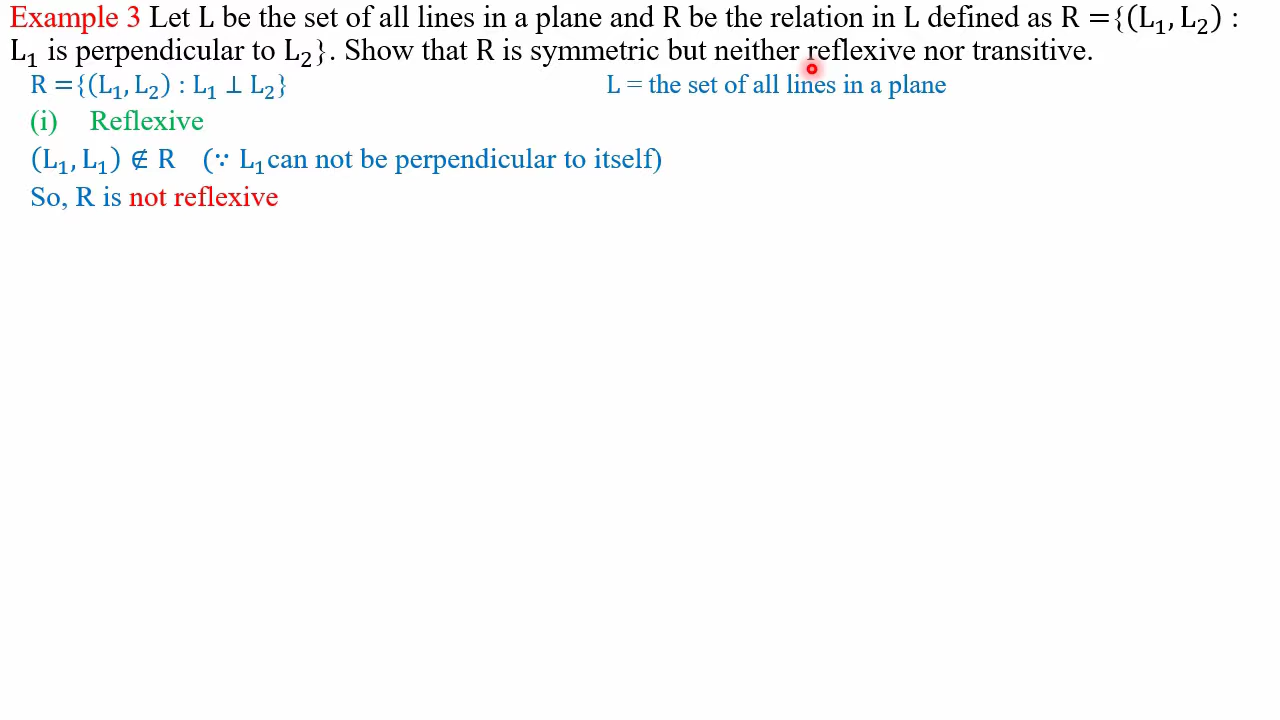 Example 3 Let L be the set of all lines in a plane and R be the relation in L defined as R ={(L₁, L₂) :
L₁ is perpendicular to L₂}. Show that R is symmetric but neither reflexive nor transitive.
R ={(L₁, L₂) : L₁ ⊥ L₂} L = the set of all lines in a plane
(i) Reflexive
(L₁, L₁) ∉ R (∵ L₁can not be perpendicular to itself)
So, R is not reflexive